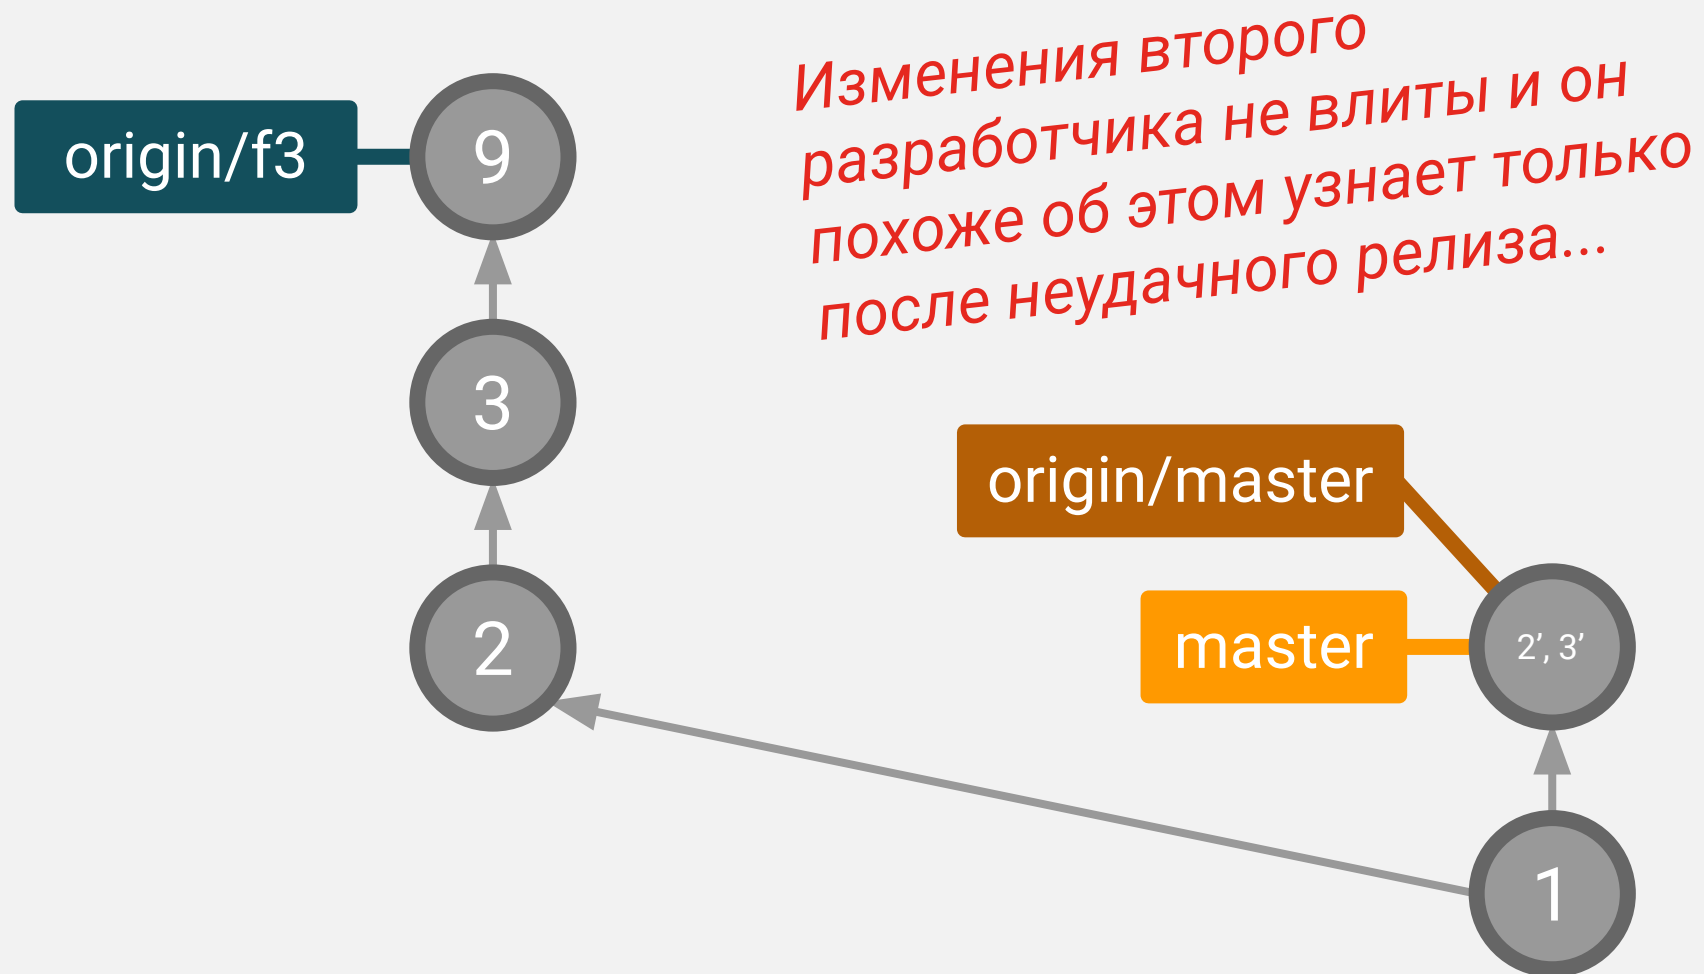 Изменения второго
разработчика не влиты и он
похоже об этом узнает только
после неудачного релиза...
origin/f3
9
3
origin/master
2
master
2’, 3’
1